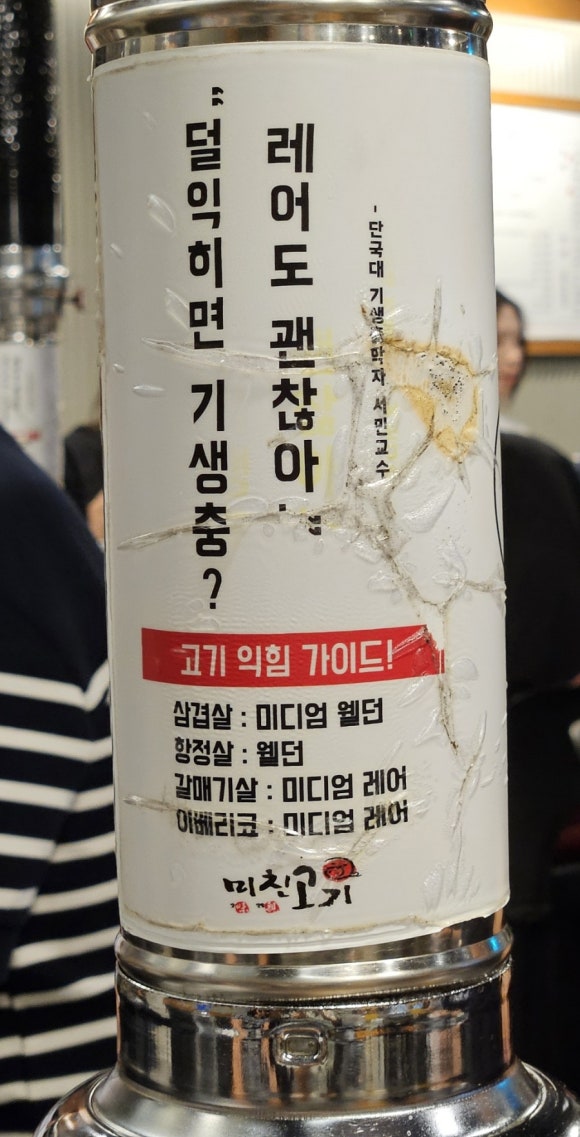 “덜 익히면 기생충?
레어도 괜찮아.”
- 단국대 기생충학자 서민교수
고기 익힘 가이드!
삼겹살 : 미디엄 웰던
항정살 : 웰던
갈매기살 : 미디엄 레어
이베리코 : 미디엄 레어
미친고기